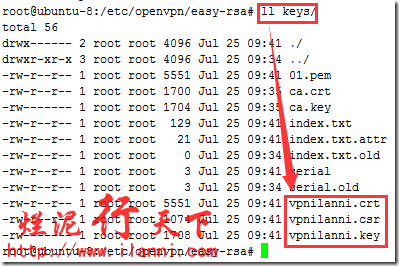 root@ubuntu-8:/etc/openvpn/easy-rsa# ll keys/
total 56
drwx------ 2 root root 4096 Jul 25 09:41 ./
drwxr-xr-x 3 root root 4096 Jul 25 09:34 ../
-rw-r--r-- 1 root root 5551 Jul 25 09:41 01.pem
-rw-r--r-- 1 root root 1700 Jul 25 09:35 ca.crt
-rw------- 1 root root 1704 Jul 25 09:35 ca.key
-rw-r--r-- 1 root root 129 Jul 25 09:41 index.txt
-rw-r--r-- 1 root root 21 Jul 25 09:41 index.txt.attr
-rw-r--r-- 1 root root 0 Jul 25 09:34 index.txt.old
-rw-r--r-- 1 root root 3 Jul 25 09:41 serial
-rw-r--r-- 1 root root 3 Jul 25 09:34 serial.old
-rw-r--r-- 1 root root 5551 Jul 25 09:41 vpnilanni.crt
-rw-r--r-- 1 root root 1074 Jul 25 09:41 vpnilanni.csr
-rw------- 1 root root 1708 Jul 25 09:41 vpnilanni.key
root@ubuntu-8:/etc/openvpn/easy-rsa#
烂泥行天下
http://www.ilanni.com